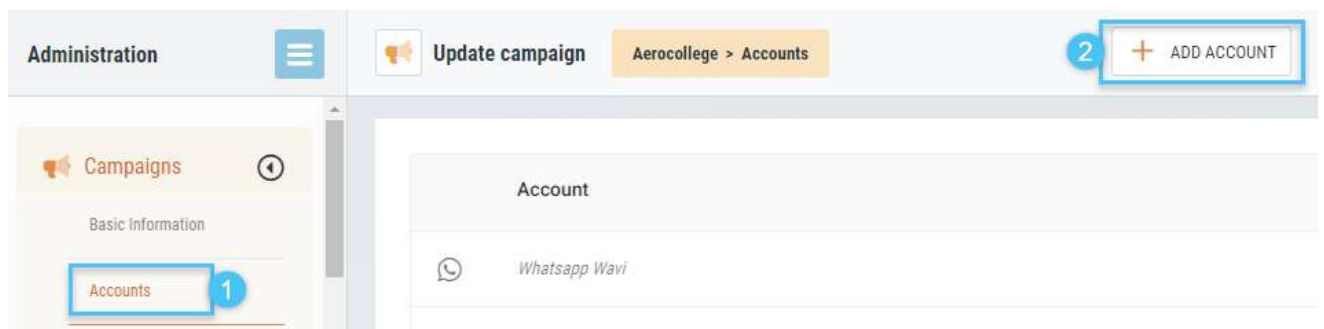 Administration
Update campaign
Aerocollege > Accounts
2
+ ADD ACCOUNT
Campaigns
Basic Information
Accounts
1
Account
Whatsapp Wavi